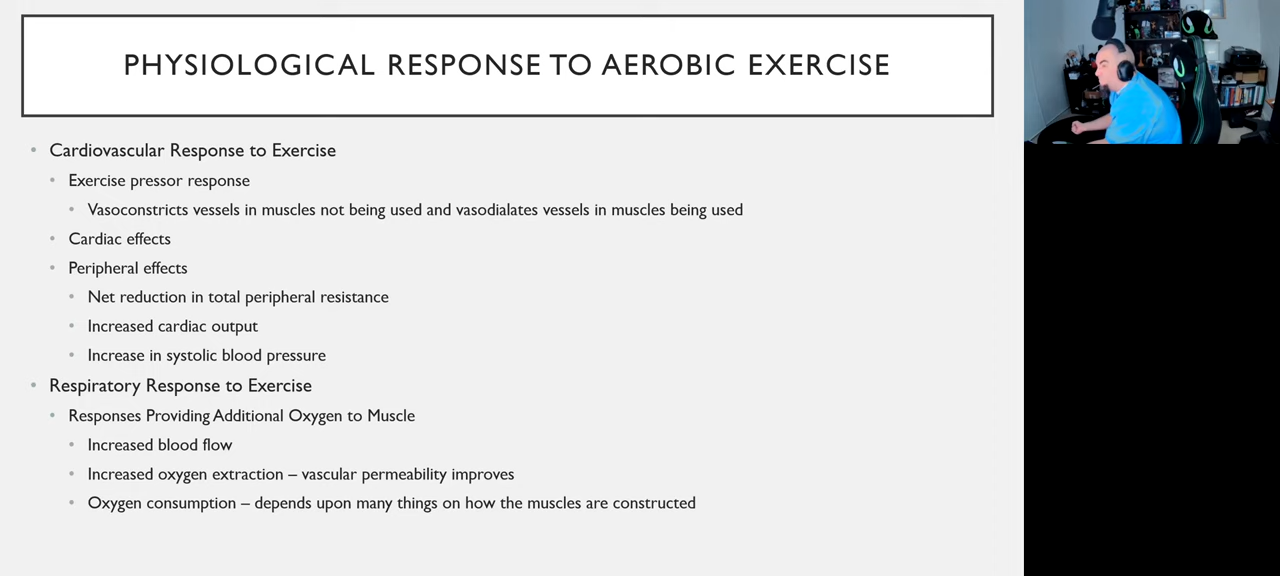 PHYSIOLOGICAL RESPONSE TO AEROBIC EXERCISE
• Cardiovascular Response to Exercise
• Exercise pressor response
• Vasoconstricts vessels in muscles not being used and vasodialates vessels in muscles being used
• Cardiac effects
• Peripheral effects
• Net reduction in total peripheral resistance
• Increased cardiac output
• Increase in systolic blood pressure
• Respiratory Response to Exercise
• Responses Providing Additional Oxygen to Muscle
• Increased blood flow
• Increased oxygen extraction – vascular permeability improves
• Oxygen consumption – depends upon many things on how the muscles are constructed